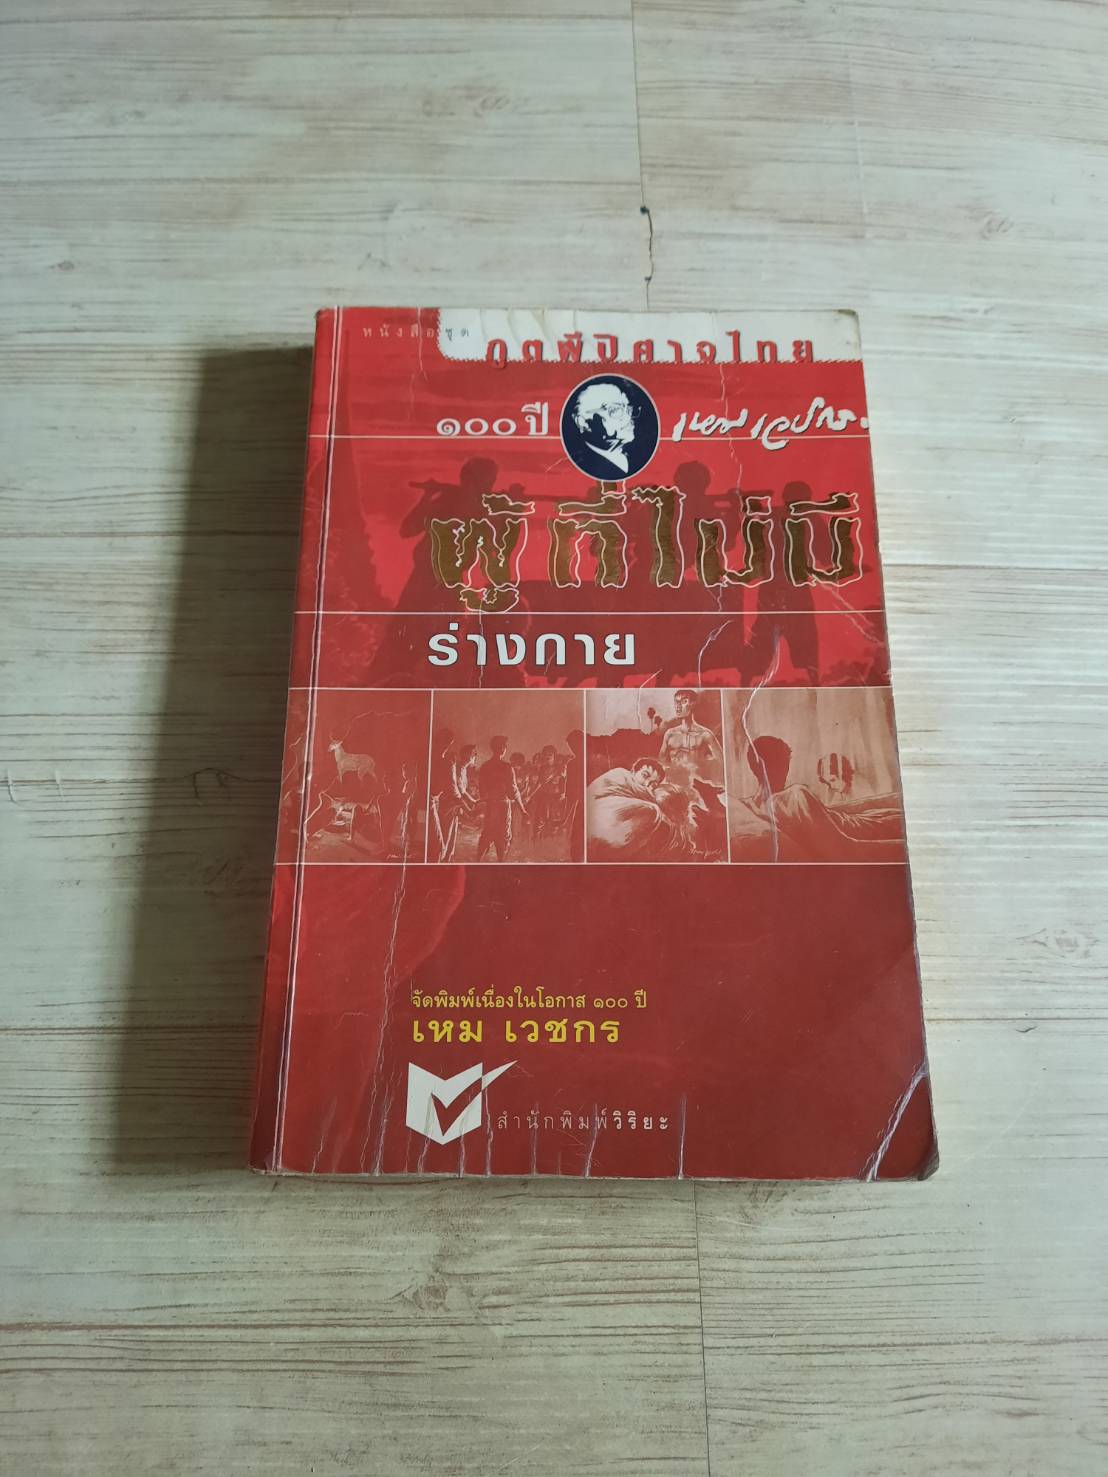 หนังสือชุด
ภูตผีปิศาจไทย
๑๐๐ ปี เหม เวชกร
ผู้ที่ไม่มี
ร่างกาย
จัดพิมพ์เนื่องในโอกาส ๑๐๐ ปี
เหม เวชกร
สำนักพิมพ์วิริยะ